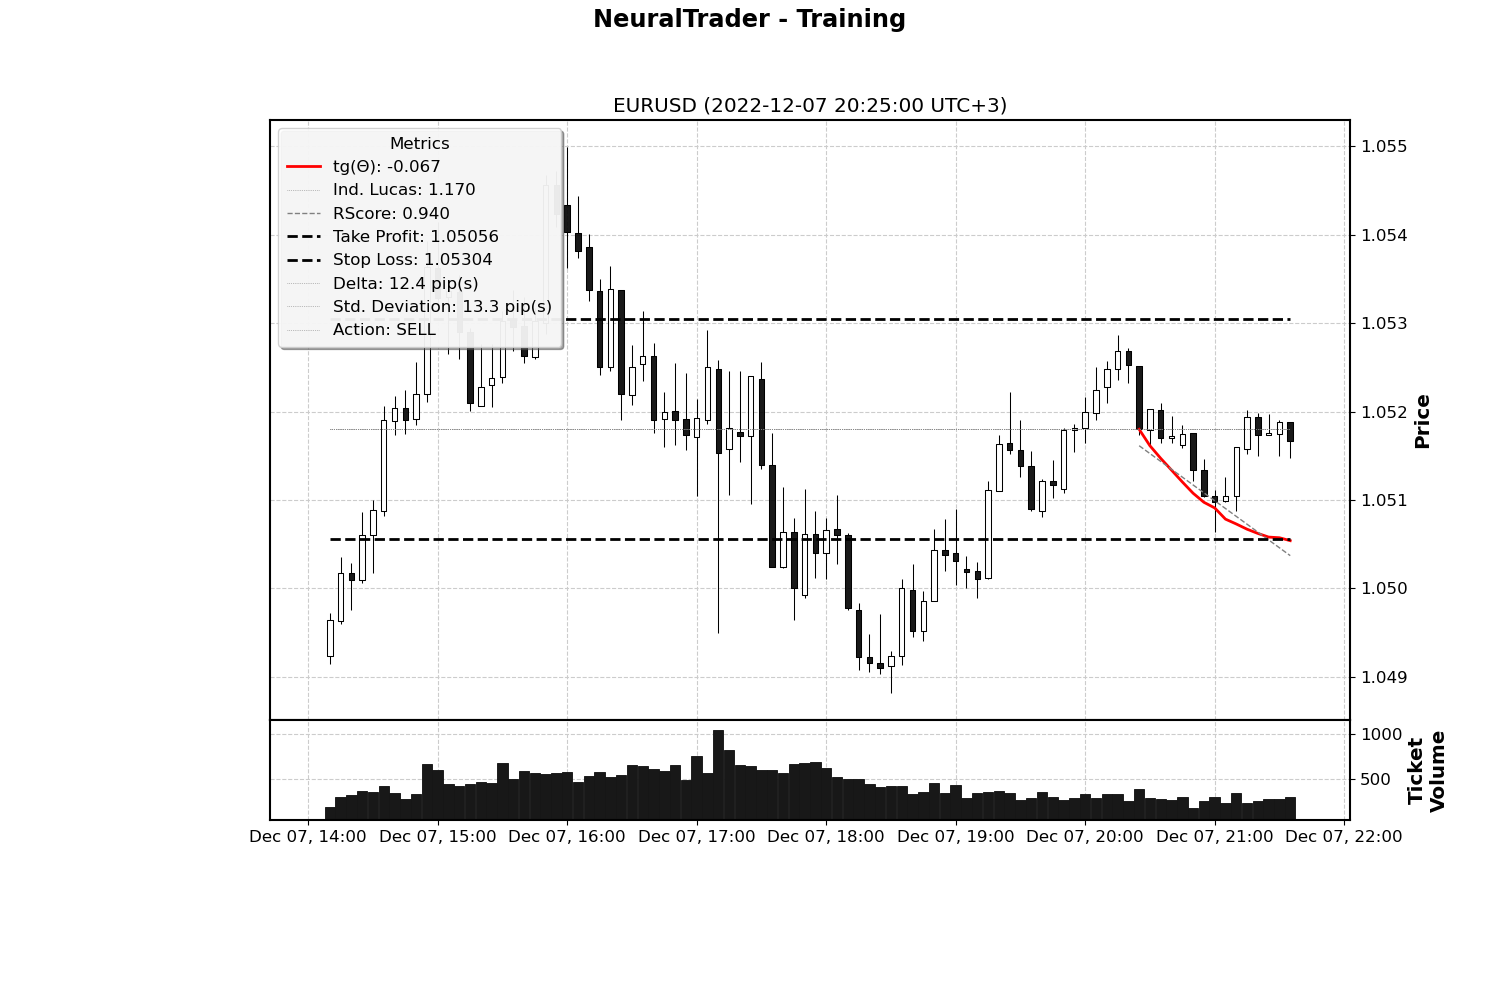 NeuralTrader - Training
EURUSD (2022-12-07 20:25:00 UTC+3)
Metrics
tg(Θ): -0.067
Ind. Lucas: 1.170
RScore: 0.940
Take Profit: 1.05056
Stop Loss: 1.05304
Delta: 12.4 pip(s)
Std. Deviation: 13.3 pip(s)
Action: SELL
1.055
1.054
1.053
1.052
1.051
1.050
1.049
Price
1000
500
Ticket
Volume
Dec 07, 14:00
Dec 07, 15:00
Dec 07, 16:00
Dec 07, 17:00
Dec 07, 18:00
Dec 07, 19:00
Dec 07, 20:00
Dec 07, 21:00
Dec 07, 22:00